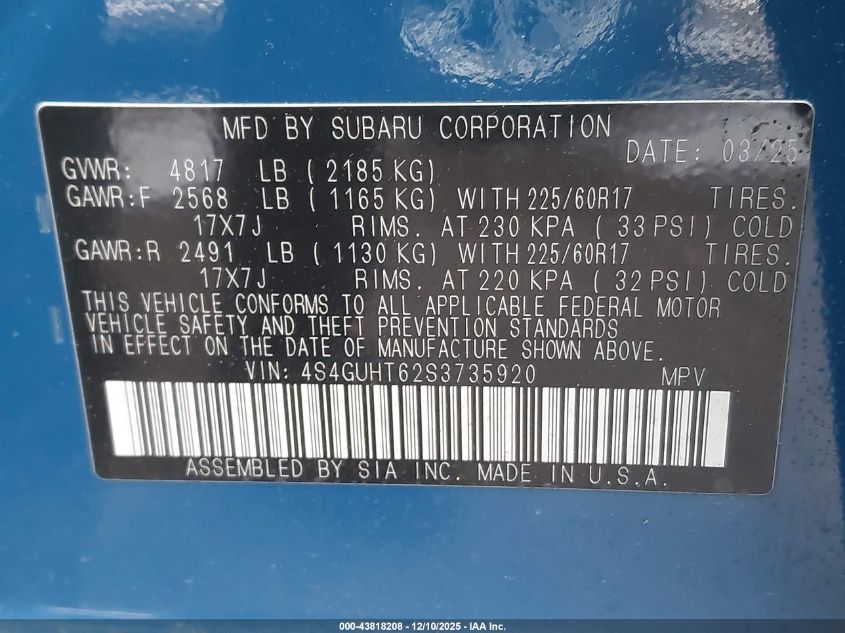 MFD BY SUBARU CORPORATION
DATE: 03/25
GVWR: 4817 LB ( 2185 KG)
GAWR:F 2568 LB ( 1165 KG) WITH 225/60R17 TIRES.
17X7J RIMS. AT 230 KPA ( 33 PSI) COLD
GAWR:R 2491 LB ( 1130 KG) WITH 225/60R17 TIRES.
17X7J RIMS. AT 220 KPA ( 32 PSI) COLD
THIS VEHICLE CONFORMS TO ALL APPLICABLE FEDERAL MOTOR
VEHICLE SAFETY AND THEFT PREVENTION STANDARDS
IN EFFECT ON THE DATE OF MANUFACTURE SHOWN ABOVE.
VIN: 4S4GUHT62S3735920 MPV
ASSEMBLED BY SIA INC. MADE IN U.S.A.
000-43818208 - 12/10/2025 - IAA Inc.